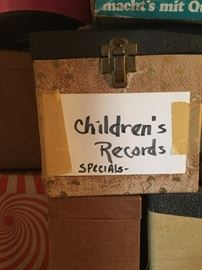 macht's mit O
Children's
Records
SPECIALS-